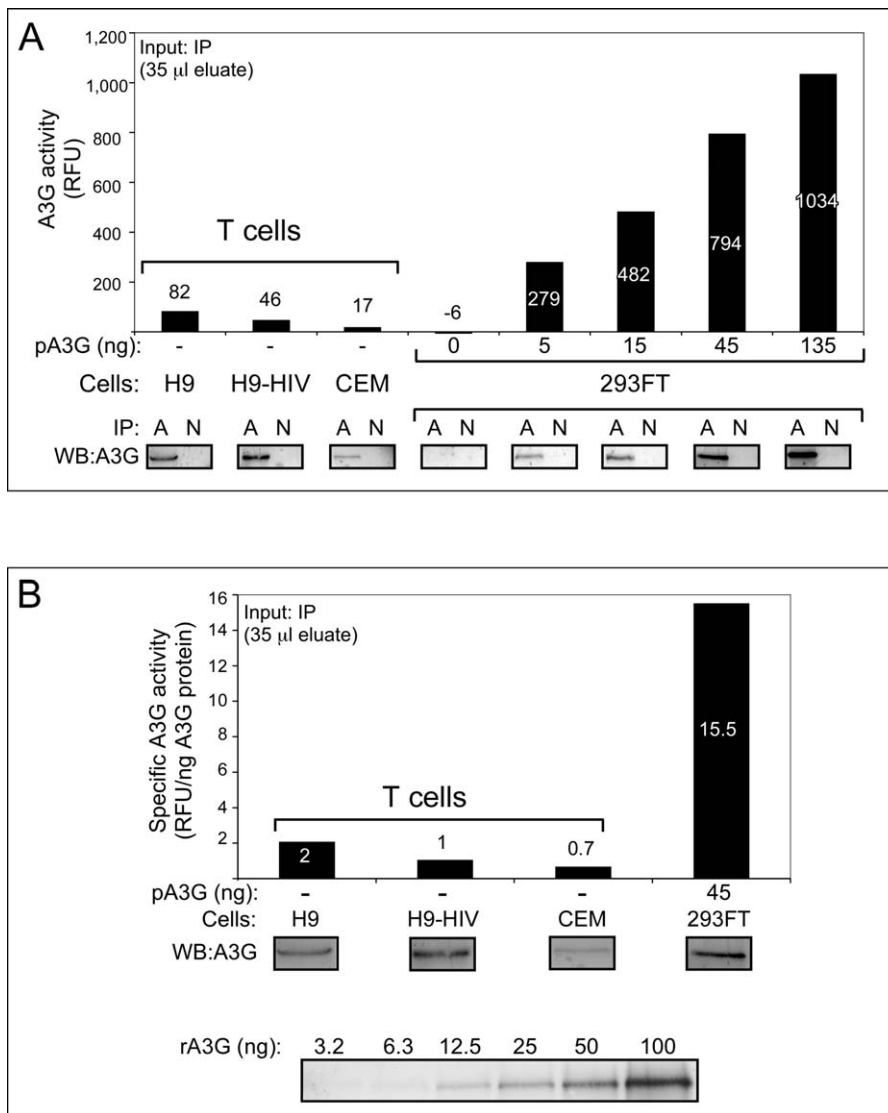 A
Input: IP
(35 µl eluate)
A3G activity
(RFU)
1,200
1,000
800
600
400
200
T cells
82
46
17
-6
279
482
794
1034
pA3G (ng): - - - 0 5 15 45 135
Cells: H9 H9-HIV CEM 293FT
IP: A N A N A N A N A N A N A N A N
WB:A3G
B
Input: IP
(35 µl eluate)
Specific A3G activity
(RFU/ng A3G protein)
16
14
12
10
8
6
4
2
T cells
2
1
0.7
15.5
pA3G (ng): - - - 45
Cells: H9 H9-HIV CEM 293FT
WB:A3G
rA3G (ng): 3.2 6.3 12.5 25 50 100